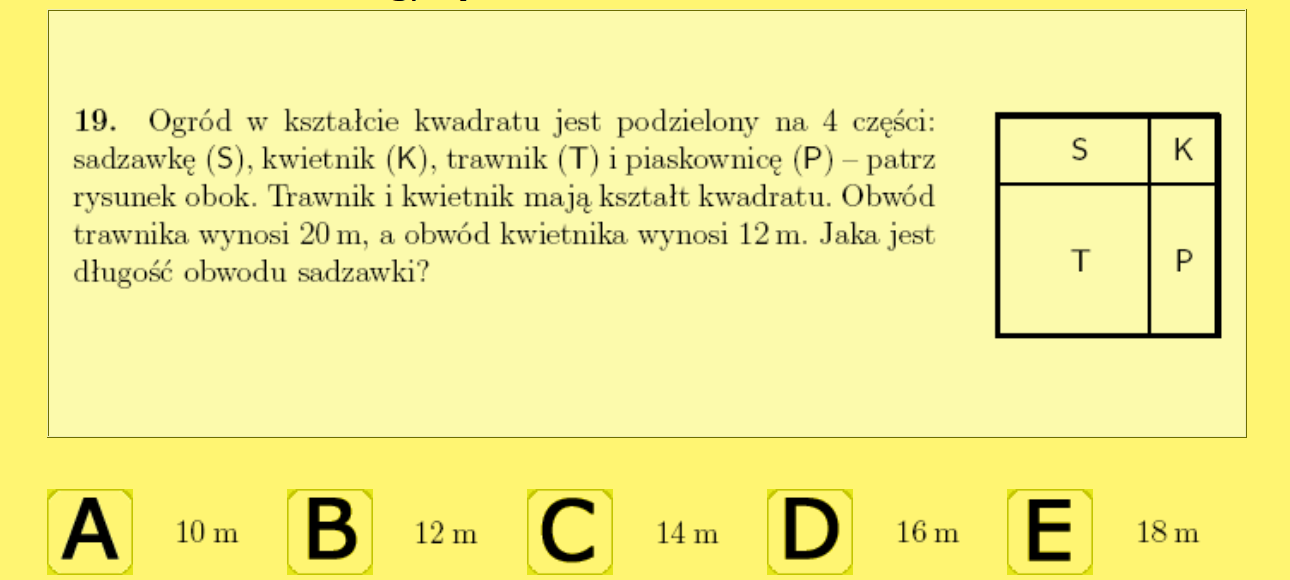 19. Ogród w kształcie kwadratu jest podzielony na 4 części:
sadzawkę (S), kwietnik (K), trawnik (T) i piaskownicę (P) – patrz
rysunek obok. Trawnik i kwietnik mają kształt kwadratu. Obwód
trawnika wynosi 20 m, a obwód kwietnika wynosi 12 m. Jaka jest
długość obwodu sadzawki?
S K
T P
A 10 m B 12 m C 14 m D 16 m E 18 m